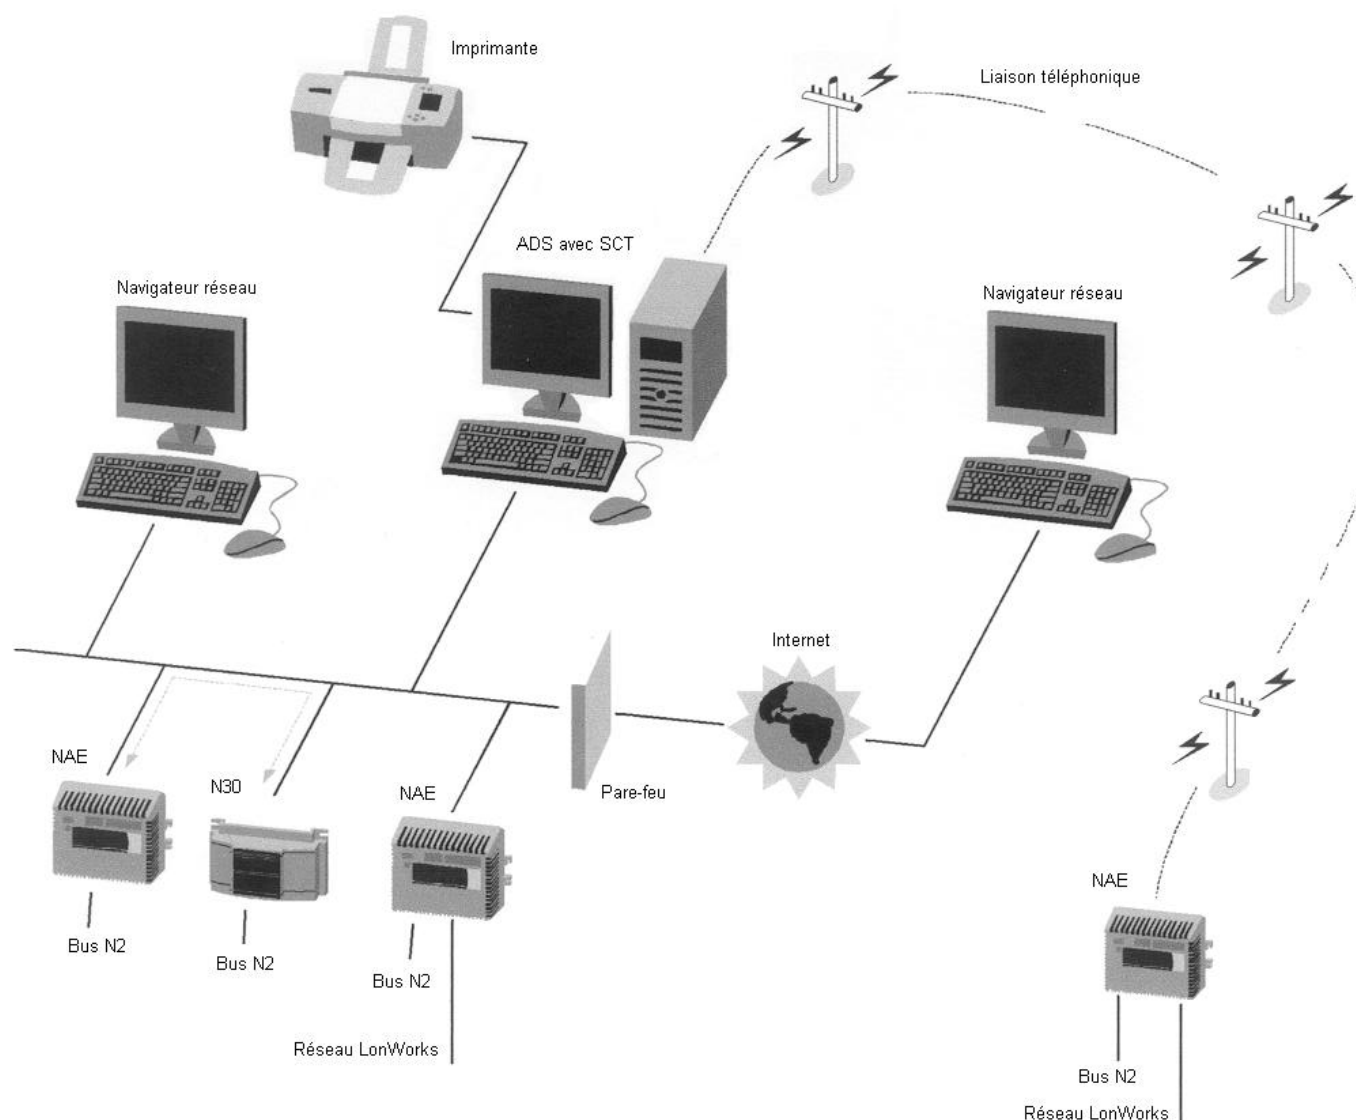 Imprimante
Liaison téléphonique
ADS avec SCT
Navigateur réseau
Navigateur réseau
Internet
Pare-feu
NAE
N30
NAE
NAE
Bus N2
Bus N2
Bus N2
Réseau LonWorks
Bus N2
Réseau LonWorks